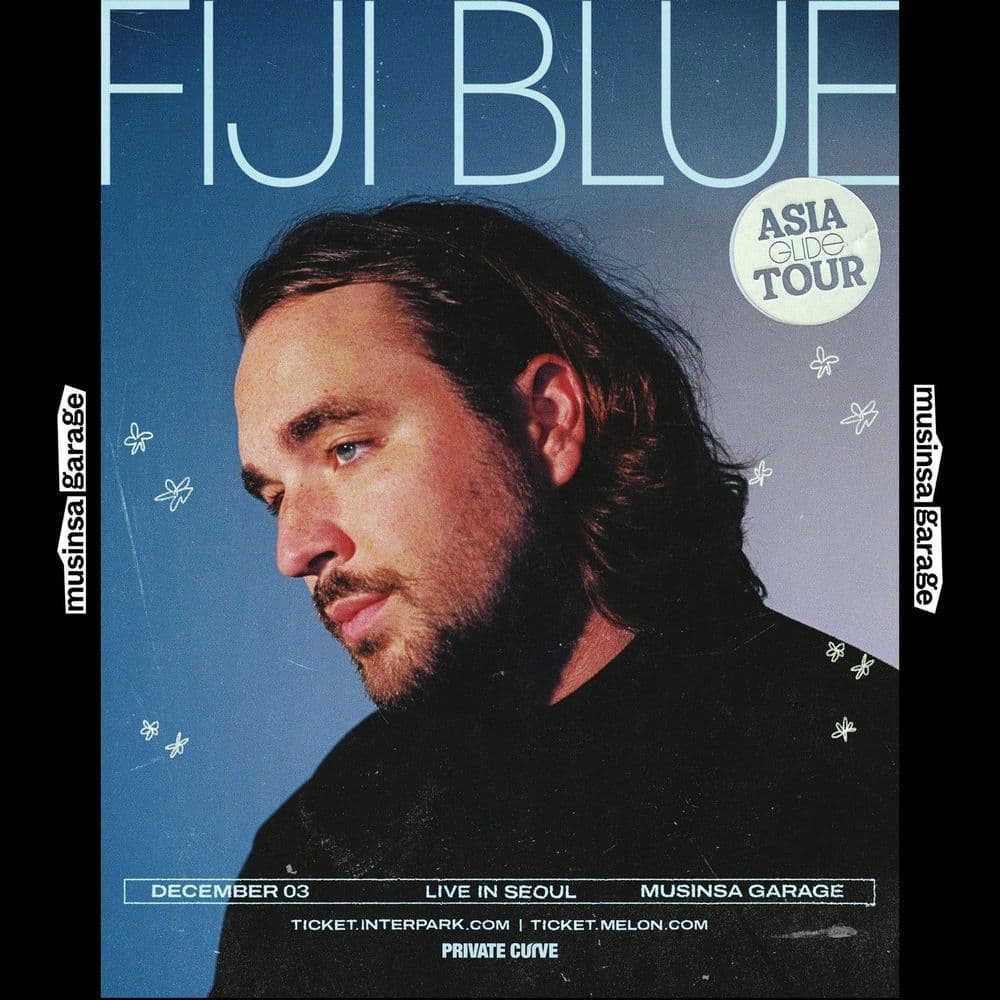 FIJI BLUE
ASIA
GLIDE
TOUR
musinsa garage
musinsa garage
DECEMBER 03 LIVE IN SEOUL MUSINSA GARAGE
TICKET.INTERPARK.COM | TICKET.MELON.COM
PRIVATE CURVE